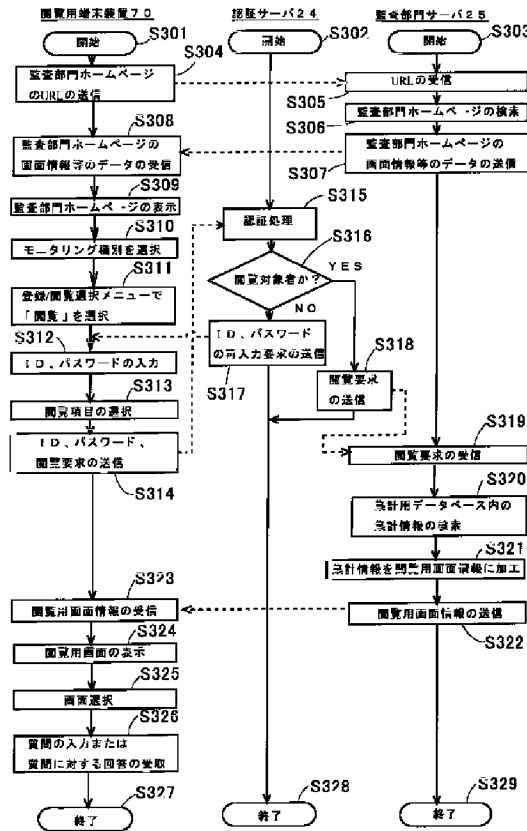 閲覧用端末装置70
開始
S301
S304
監査部門ホームページ
のURLの送信
S308
監査部門ホームページの
画面情報等のデータの受信
S309
監査部門ホームページの表示
S310
モータリング種別を選択
S311
登録/閲覧選択メニューで
「閲覧」を選択
S312
ID、パスワードの入力
S313
閲覧項目の選択
ID、パスワード、
閲覧要求の送信
S314
S323
閲覧用画面情報の受信
S324
閲覧用画面の表示
S325
画面選択
S326
質問の入力または
質問に対する回答の受取
S327
終了
認証サーバ24
開始
S302
S315
認証処理
S316
閲覧対象者か?
YES
NO
ID、パスワード
の再入力要求の送信
S317
S318
閲覧要求
の送信
S328
終了
監査部門サーバ25
開始
S303
URLの受信
S305
監査部門ホームページの検索
S306
監査部門ホームページの
画面情報等のデータの送信
S307
S319
閲覧要求の受信
S320
集計用データベース内の
集計情報の検索
S321
集計情報を閲覧用画面情報に加工
閲覧用画面情報の送信
S322
S329
終了